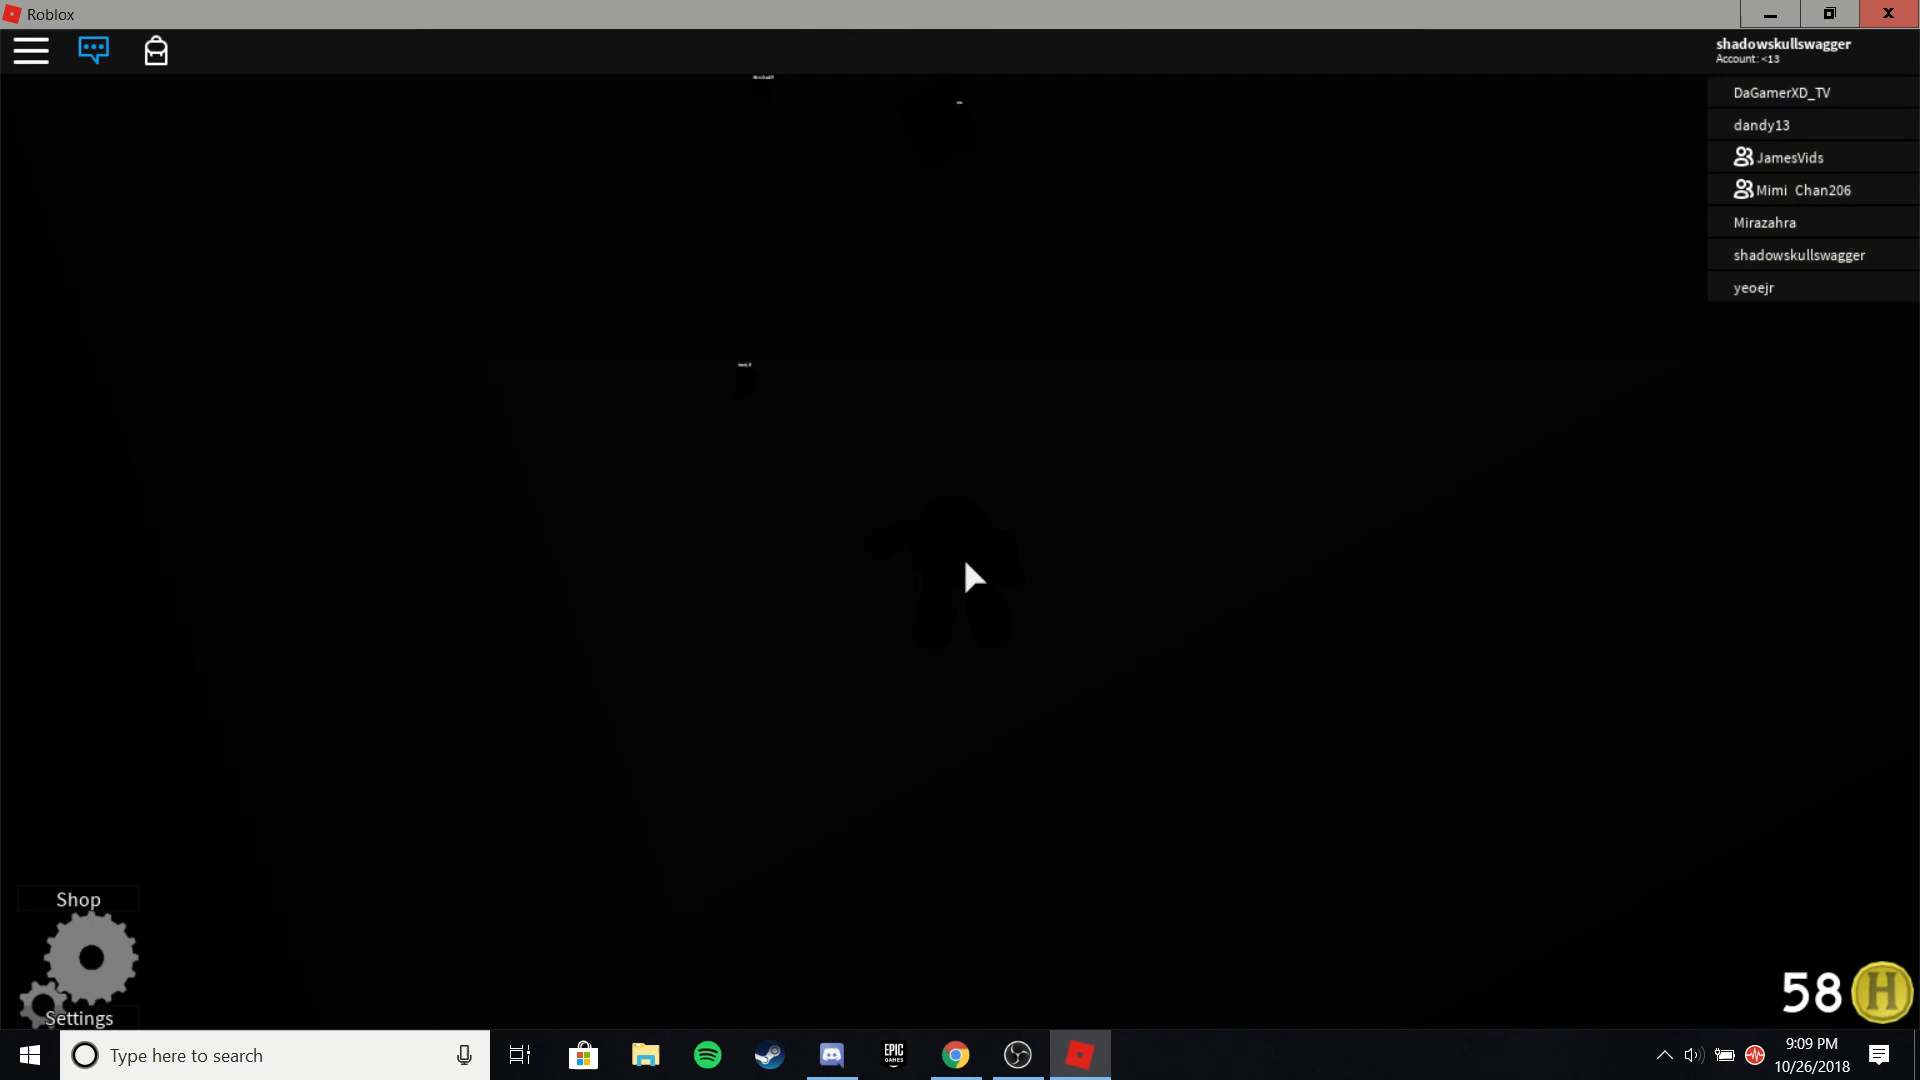 Roblox
shadowskullswagger
Account: <13
DaGamerXD_TV
dandy13
JamesVids
Mimi_Chan206
Mirazahra
shadowskullswagger
yeoejr
Shop
Settings
58
H
Type here to search
EPIC
GAMES
9:09 PM
10/26/2018